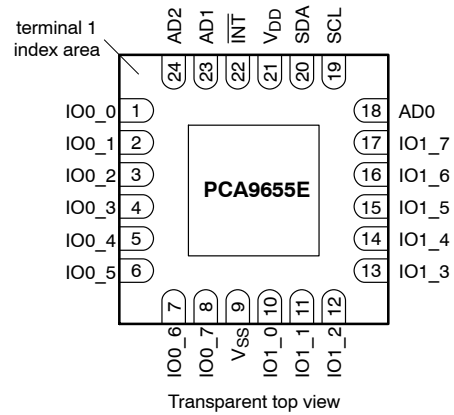 terminal 1
index area
AD2
AD1
INT
VDD
SDA
SCL
24
23
22
21
20
19
IO0_0 1
IO0_1 2
IO0_2 3
IO0_3 4
IO0_4 5
IO0_5 6
PCA9655E
18 AD0
17 IO1_7
16 IO1_6
15 IO1_5
14 IO1_4
13 IO1_3
7
8
9
10
11
12
IO0_6
IO0_7
VSS
IO1_0
IO1_1
IO1_2
Transparent top view